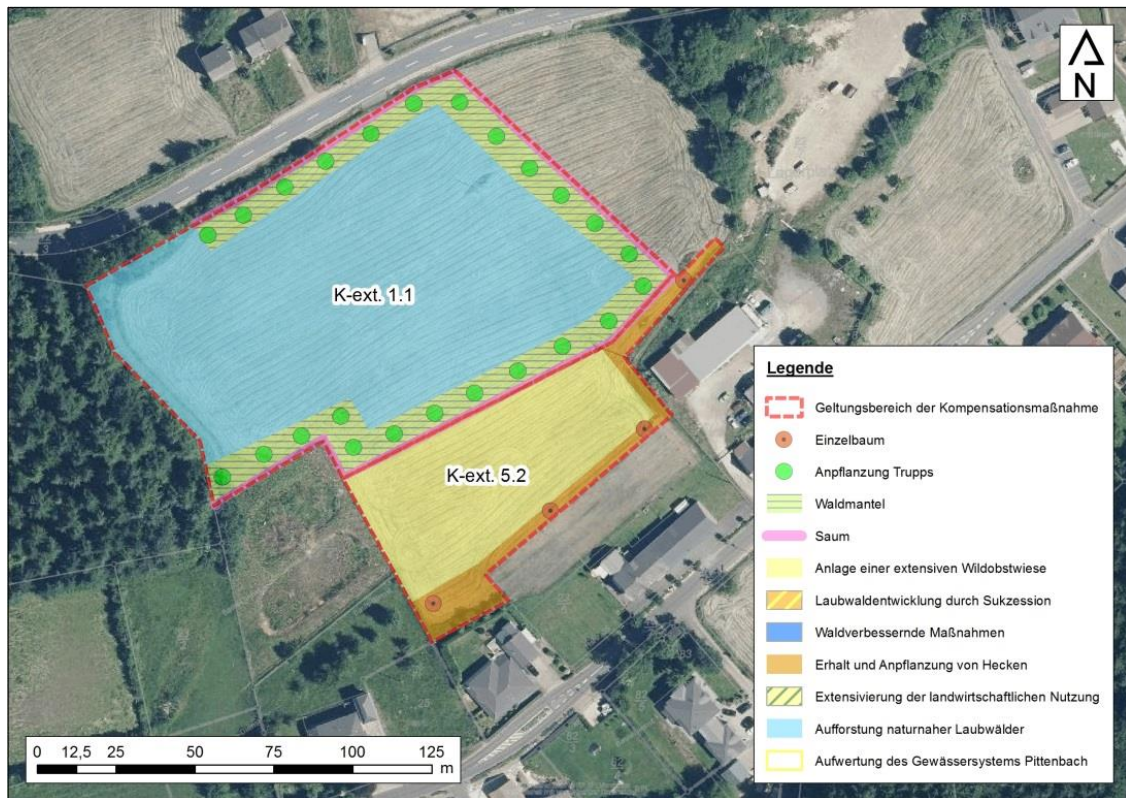 N
K-ext. 1.1
K-ext. 5.2
Legende
Geltungsbereich der Kompensationsmaßnahme
Einzelbaum
Anpflanzung Trupps
Waldmantel
Saum
Anlage einer extensiven Wildobstwiese
Laubwaldentwicklung durch Sukzession
Waldverbessernde Maßnahmen
Erhalt und Anpflanzung von Hecken
Extensivierung der landwirtschaftlichen Nutzung
Aufforstung naturnaher Laubwälder
Aufwertung des Gewässersystems Pittenbach
0 12,5 25 50 75 100 125
m